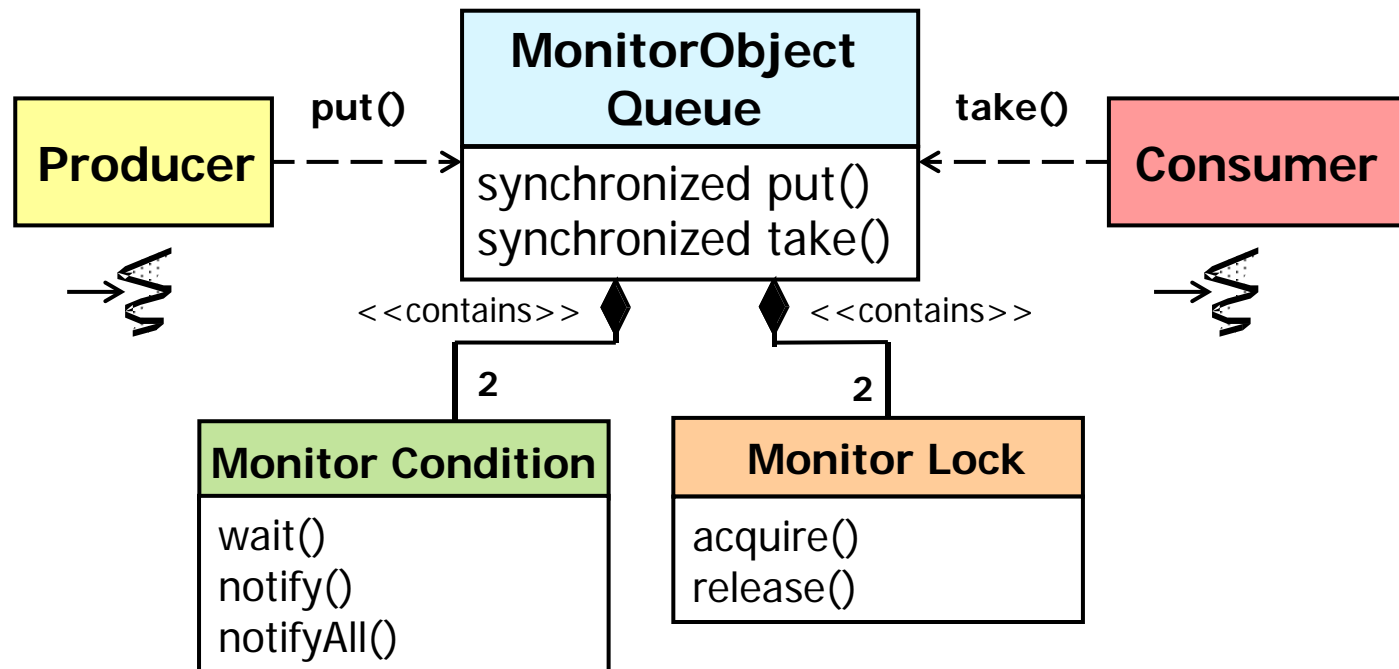 MonitorObject
Queue
put()
take()
Producer
Consumer
synchronized put()
synchronized take()
<<contains>>
<<contains>>
2
2
Monitor Condition
Monitor Lock
wait()
notify()
notifyAll()
acquire()
release()